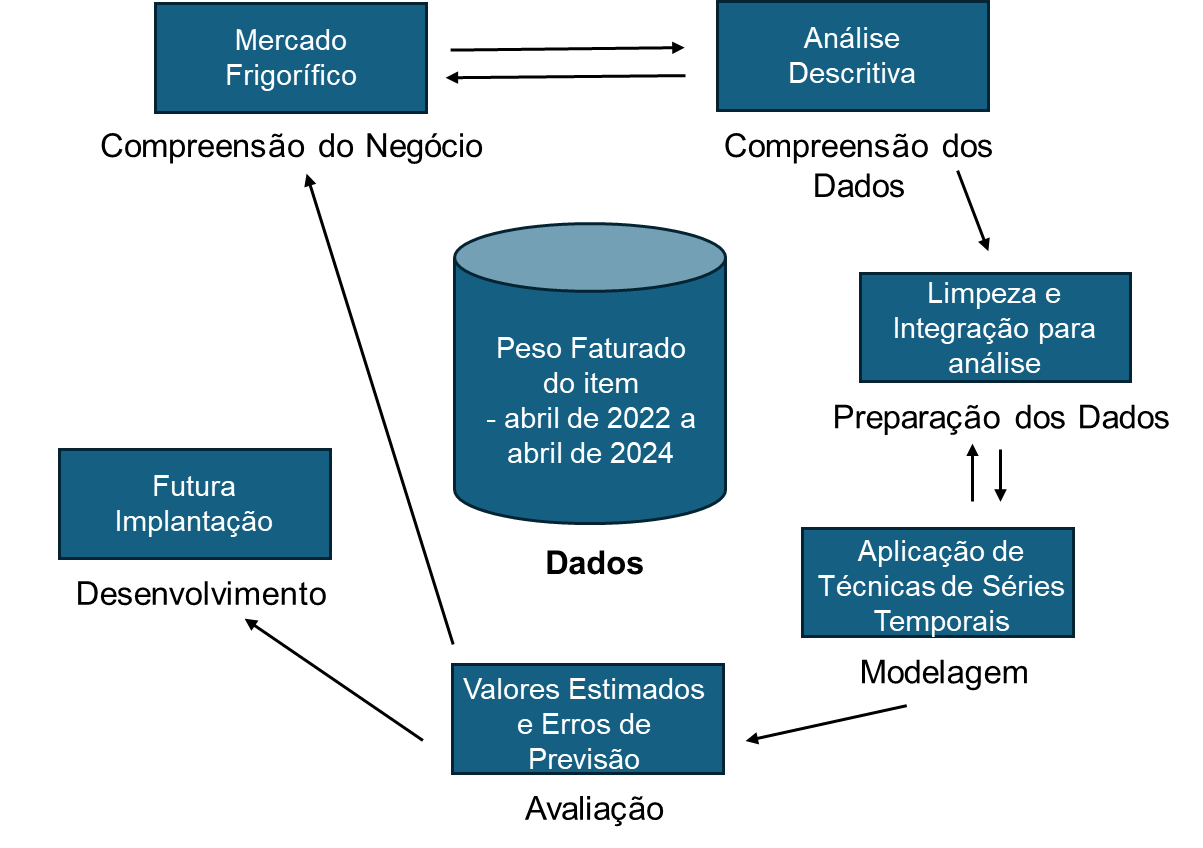 Mercado
Frigorífico
Análise
Descritiva
Compreensão do Negócio
Compreensão dos
Dados
Limpeza e
Integração para
análise
Preparação dos Dados
Peso Faturado
do item
- abril de 2022 a
abril de 2024
Dados
Futura
Implantação
Desenvolvimento
Aplicação de
Técnicas de Séries
Temporais
Modelagem
Valores Estimados
e Erros de
Previsão
Avaliação